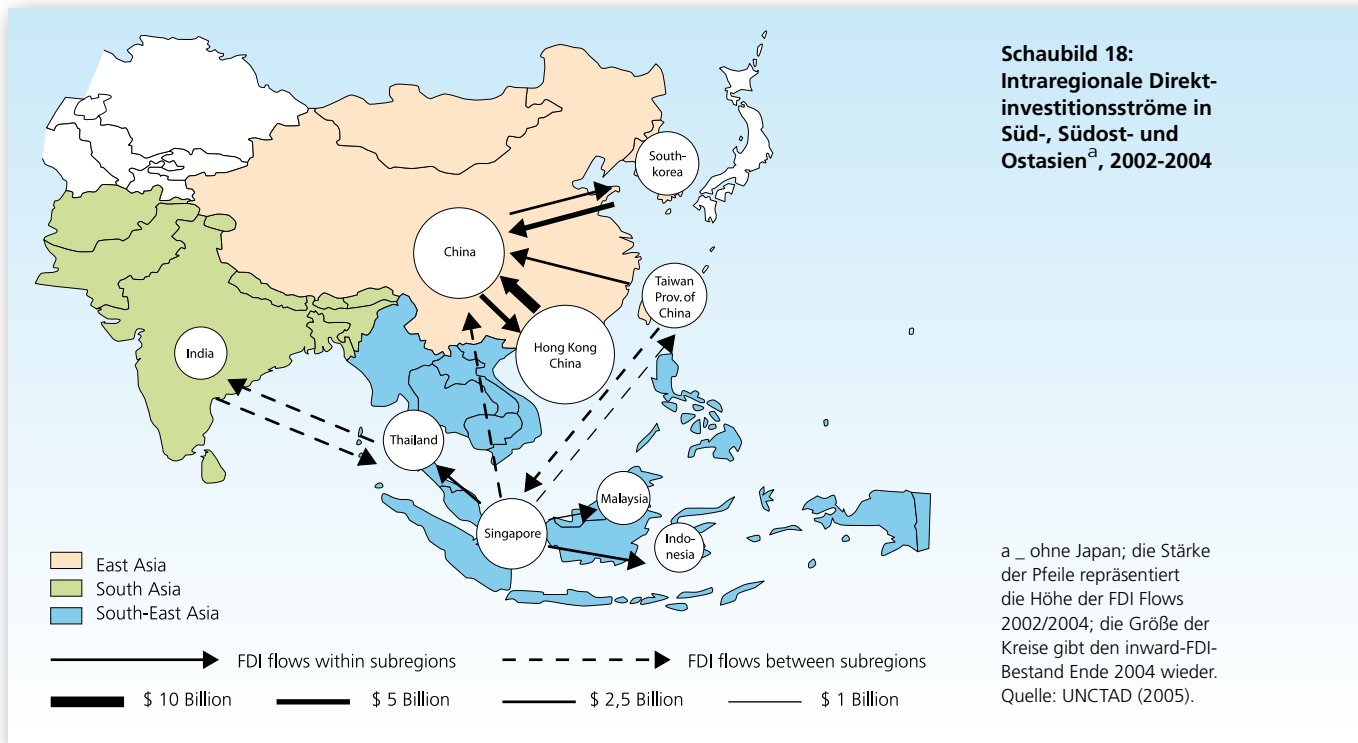 Schaubild 18:
Intraregionale Direkt-
investitionsströme in
Süd-, Südost- und
Ostasienᵃ, 2002-2004
South-
korea
China
Taiwan
Prov. of
China
India
Hong Kong
China
Thailand
Malaysia
Singapore
Indo-
nesia
East Asia
South Asia
South-East Asia
FDI flows within subregions
FDI flows between subregions
$ 10 Billion
$ 5 Billion
$ 2,5 Billion
$ 1 Billion
a _ ohne Japan; die Stärke
der Pfeile repräsentiert
die Höhe der FDI Flows
2002/2004; die Größe der
Kreise gibt den inward-FDI-
Bestand Ende 2004 wieder.
Quelle: UNCTAD (2005).